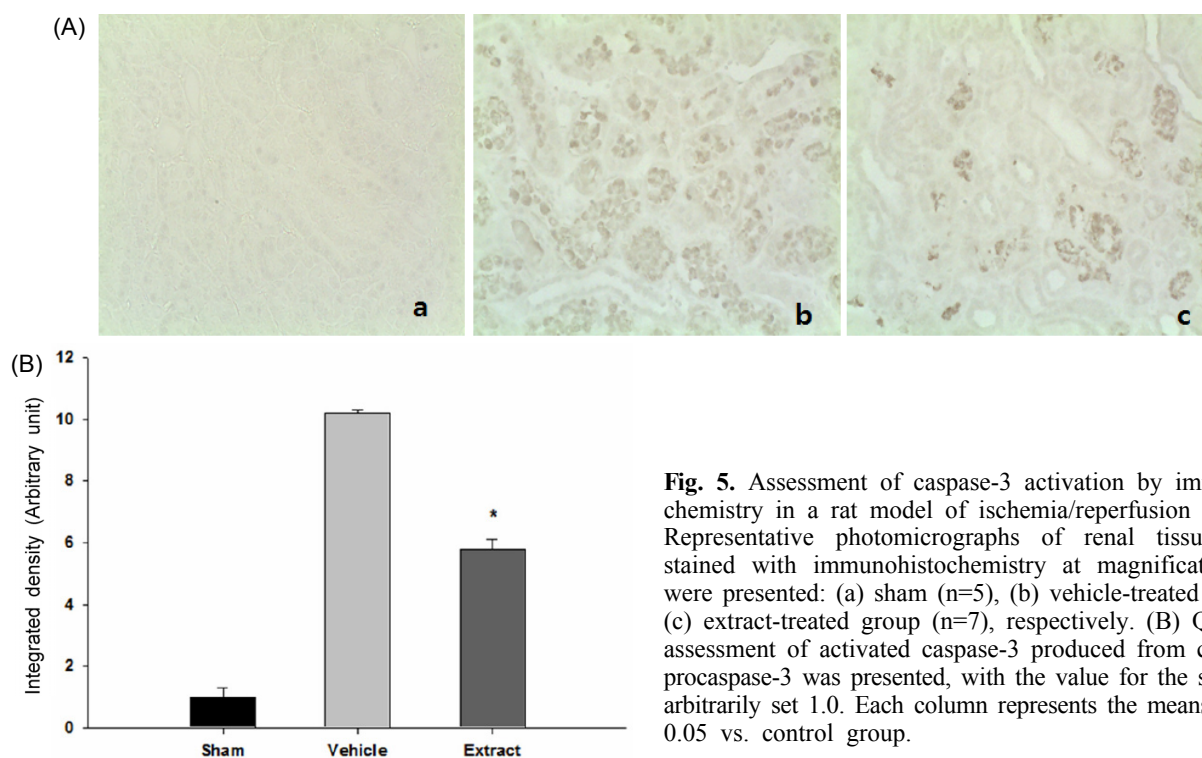 (A)
a
b
c
(B)
12
10
8
6
4
2
0
Integrated density (Arbitrary unit)
*
Sham
Vehicle
Extract
Fig. 5. Assessment of caspase-3 activation by im
chemistry in a rat model of ischemia/reperfusion
Representative photomicrographs of renal tissu
stained with immunohistochemistry at magnificat
were presented: (a) sham (n=5), (b) vehicle-treated
(c) extract-treated group (n=7), respectively. (B) Q
assessment of activated caspase-3 produced from c
procaspase-3 was presented, with the value for the s
arbitrarily set 1.0. Each column represents the means
0.05 vs. control group.